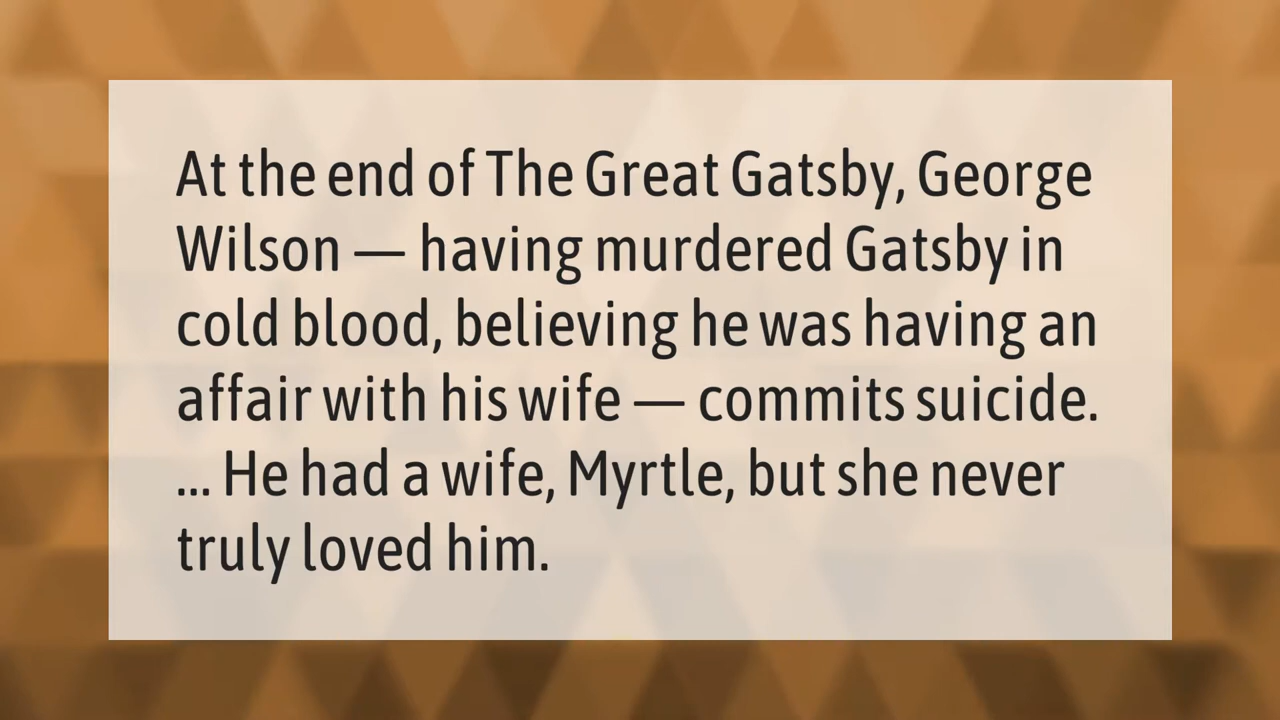 At the end of The Great Gatsby, George
Wilson — having murdered Gatsby in
cold blood, believing he was having an
affair with his wife — commits suicide.
... He had a wife, Myrtle, but she never
truly loved him.